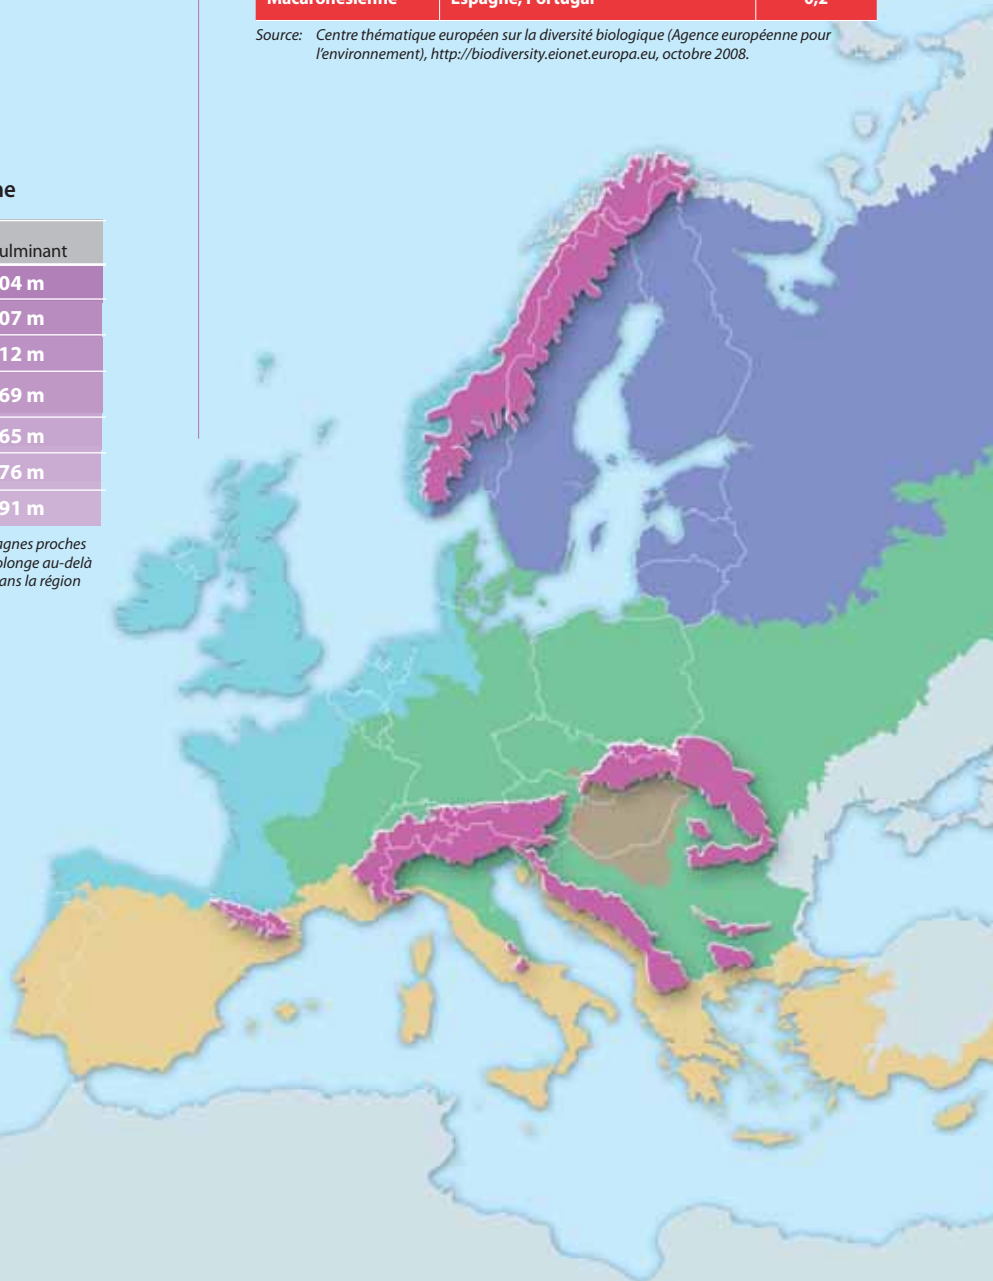 Macaronésienne Espagne, Portugal 0,2
Source: Centre thématique européen sur la diversité biologique (Agence européenne pour
l'environnement), http://biodiversity.eionet.europa.eu, octobre 2008.
ne
ulminant
04 m
07 m
12 m
69 m
65 m
76 m
91 m
agnes proches
olonge au-delà
ans la région